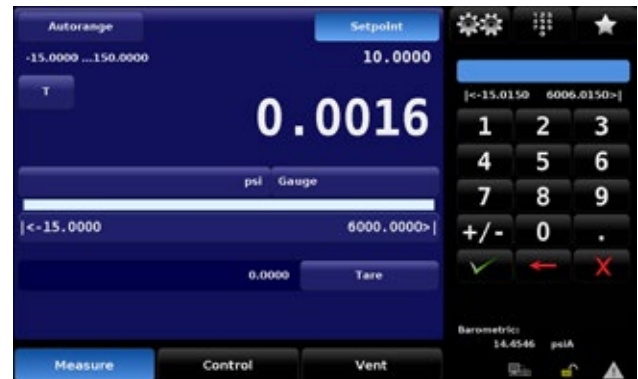 Autorange Setpoint
-15.0000 ...150.0000 10.0000
T
0.0016
psi Gauge
|<-15.0000 6000.0000>|
0.0000 Tare
Measure Control Vent
|<-15.0150 6006.0150>|
1 2 3
4 5 6
7 8 9
+/- 0 .
Barometric:
14.4546 psiA